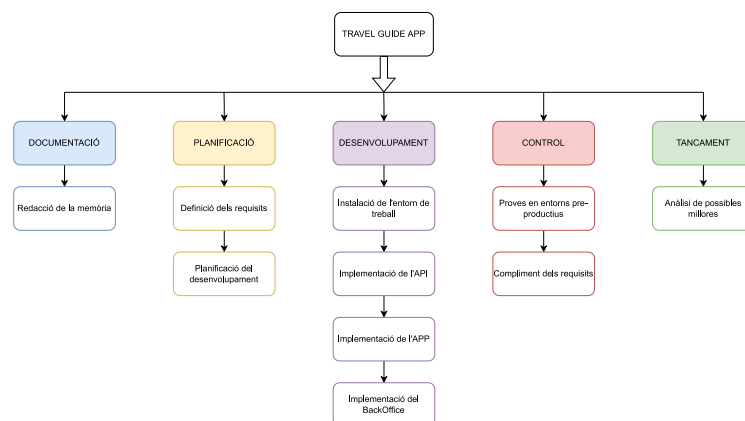 TRAVEL GUIDE APP
DOCUMENTACIÓ
PLANIFICACIÓ
DESENVOLUPAMENT
CONTROL
TANCAMENT
Redacció de la memòria
Definició dels requisits
Instalació de l'entorn de
treball
Proves en entorns pre-
productius
Anàlisi de possibles
millores
Planificació del
desenvolupament
Implementació de l'API
Compliment dels requisits
Implementació de l'APP
Implementació del
BackOffice